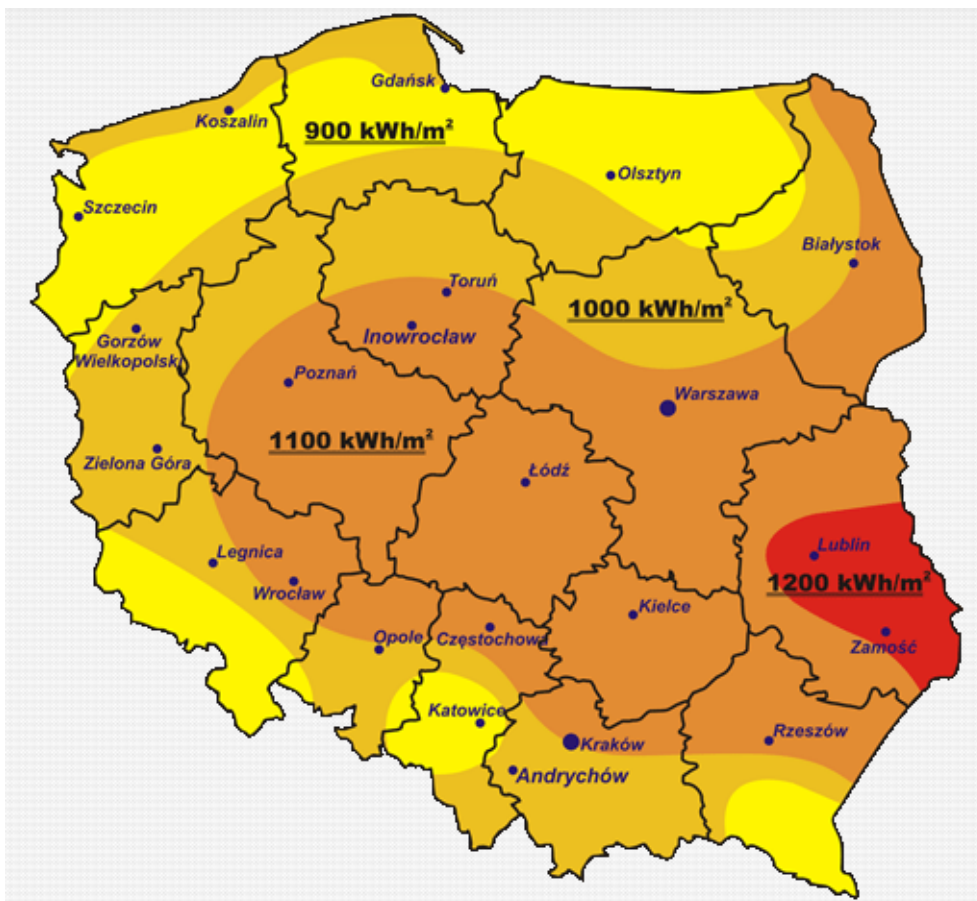 Gdańsk
Koszalin
900 kWh/m²
Olsztyn
Szczecin
Białystok
Toruń
1000 kWh/m²
Gorzów
Wielkopolski
Inowrocław
Poznań
Warszawa
1100 kWh/m²
Zielona Góra
Łódź
Legnica
Lublin
Wrocław
1200 kWh/m²
Kielce
Opole
Częstochowa
Zamość
Katowice
Kraków
Rzeszów
Andrychów